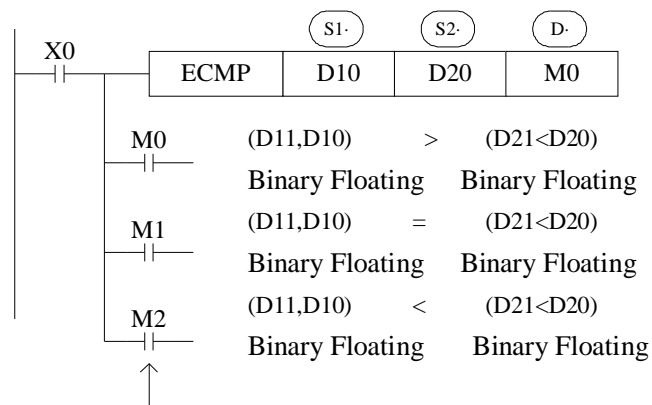 S1· S2· D·
X0
ECMP D10 D20 M0
M0 (D11,D10) > (D21<D20)
Binary Floating Binary Floating
M1 (D11,D10) = (D21<D20)
Binary Floating Binary Floating
M2 (D11,D10) < (D21<D20)
Binary Floating Binary Floating